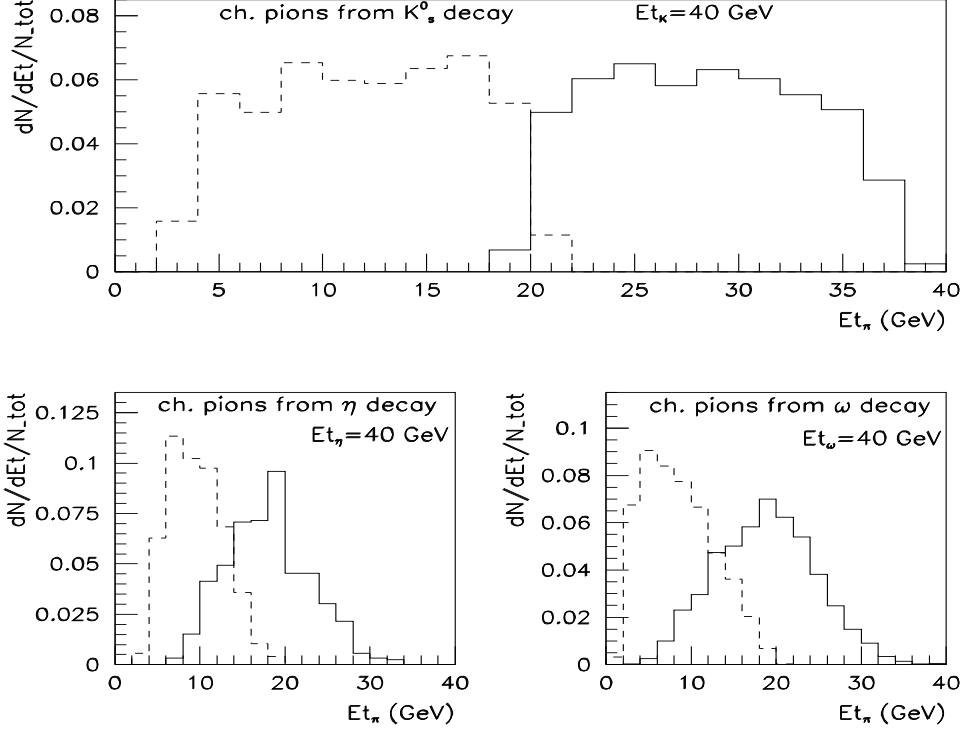 ch. pions from K⁰ₛ decay Et_K=40 GeV
dN/dEt/N_tot
0.08
0.06
0.04
0.02
0
0 5 10 15 20 25 30 35 40
Et_π (GeV)
ch. pions from η decay
Et_η=40 GeV
dN/dEt/N_tot
0.125
0.1
0.075
0.05
0.025
0
0 10 20 30 40
Et_π (GeV)
ch. pions from ω decay
Et_ω=40 GeV
dN/dEt/N_tot
0.1
0.08
0.06
0.04
0.02
0
0 10 20 30 40
Et_π (GeV)